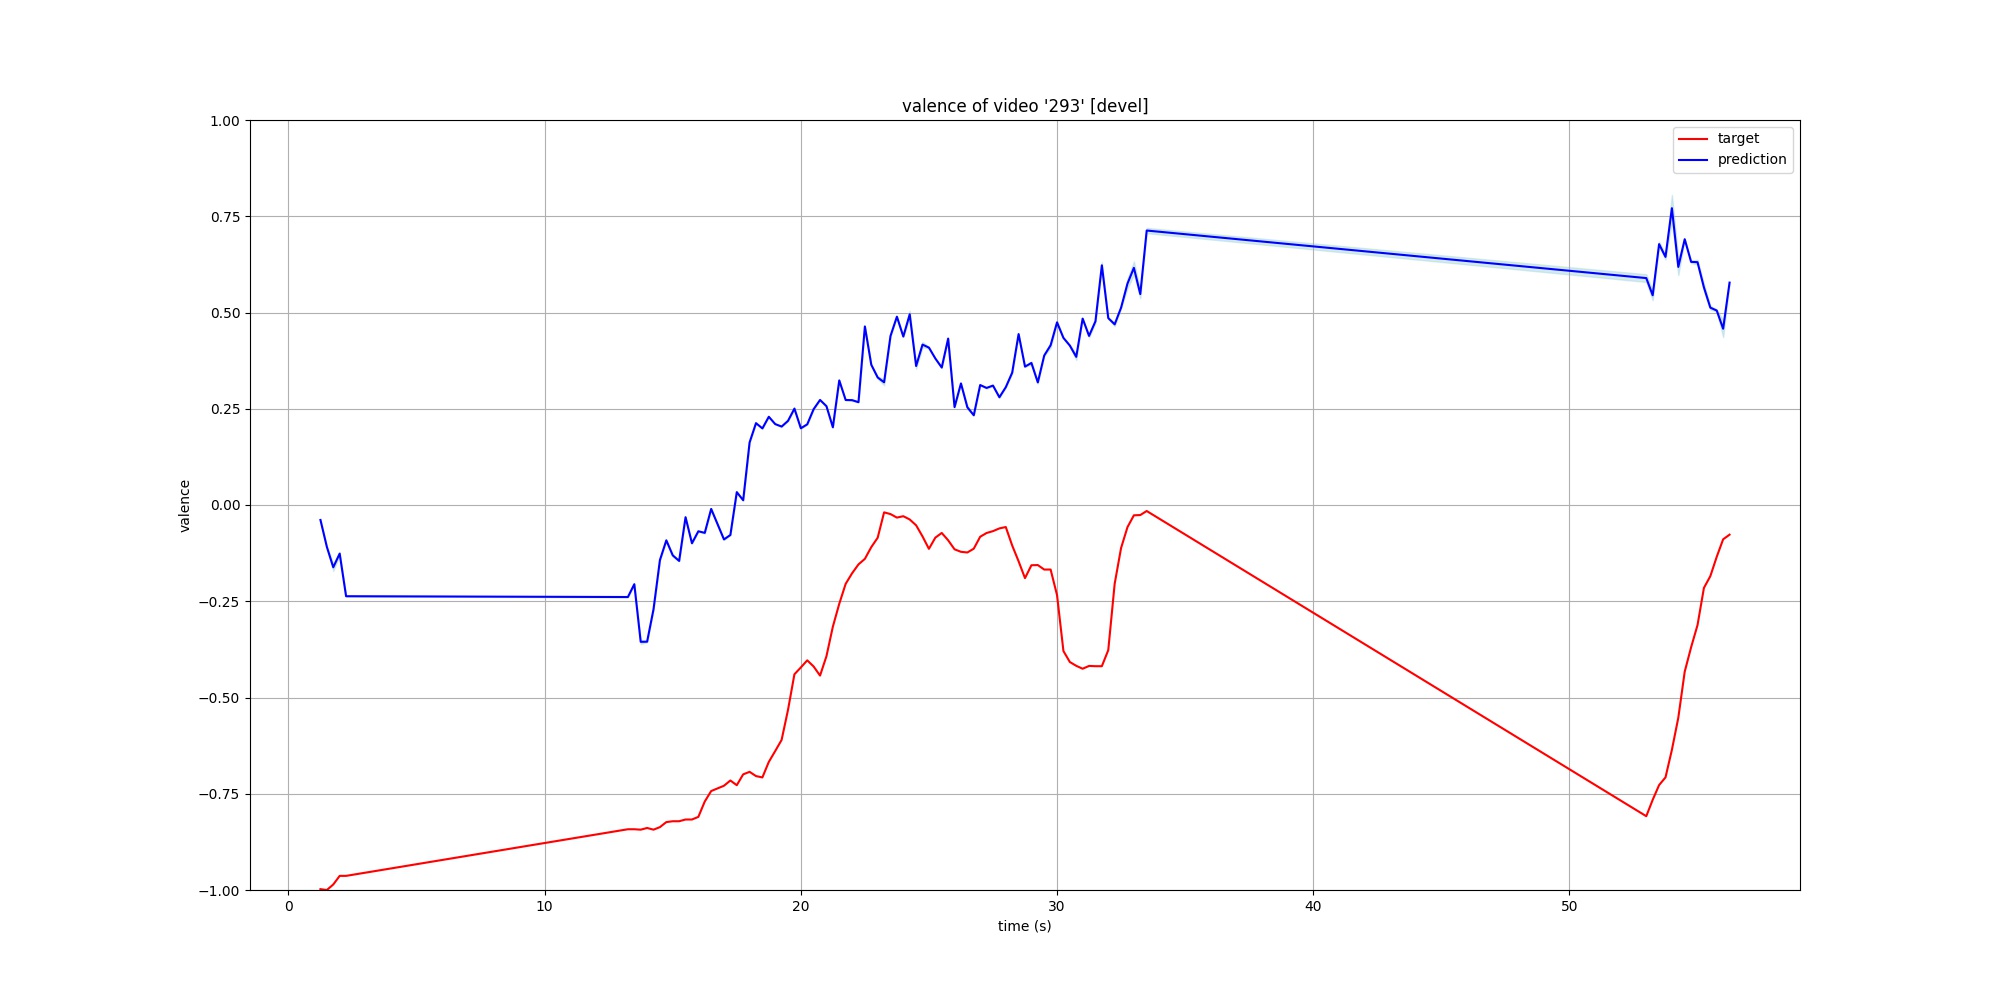 valence of video '293' [devel]
target
prediction
1.00
0.75
0.50
0.25
0.00
−0.25
−0.50
−0.75
−1.00
valence
0 10 20 30 40 50
time (s)